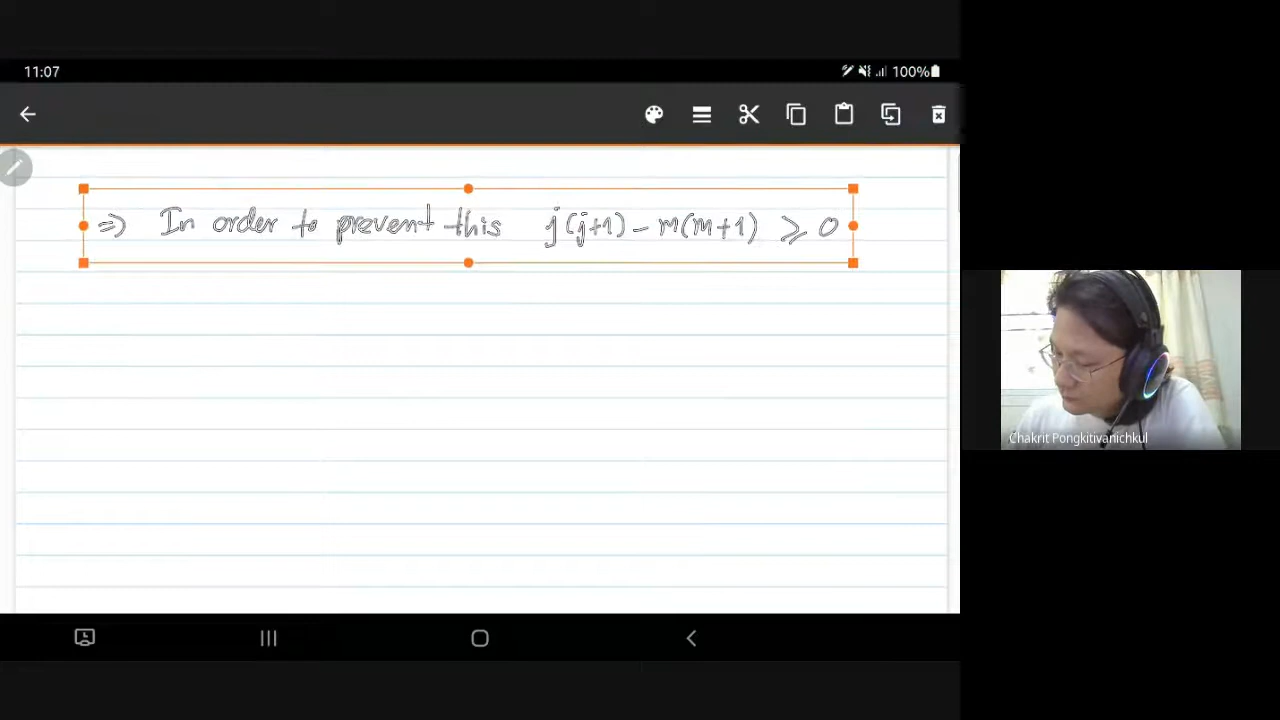 11:07
100%
⇒ In order to prevent this j(j+1) – m(m+1) ⩾ 0
Chakrit Pongkitivanichkul